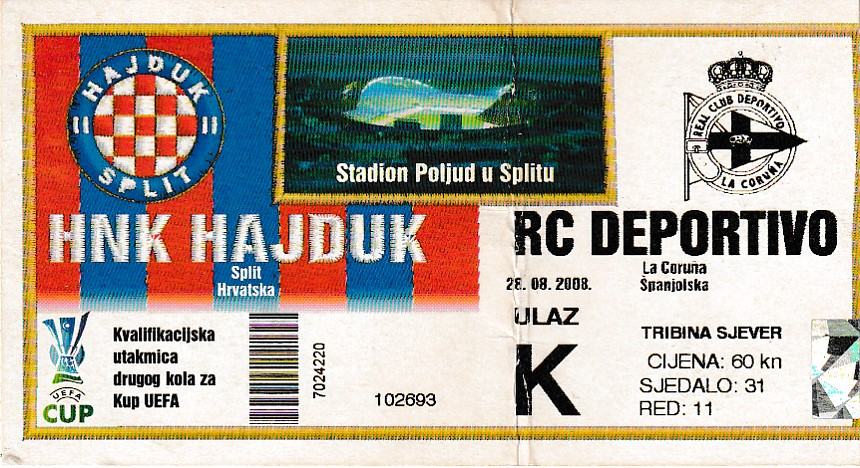 HAJDUK
SPLIT
Stadion Poljud u Splitu
REAL CLUB DEPORTIVO
LA CORUÑA
HNK HAJDUK
Split
Hrvatska
RC DEPORTIVO
28. 08. 2008.
La Coruña
Španjolska
UEFA
CUP
Kvalifikacijska
utakmica
drugog kola za
Kup UEFA
7024220
102693
ULAZ
K
TRIBINA SJEVER
CIJENA: 60 kn
SJEDALO: 31
RED: 11